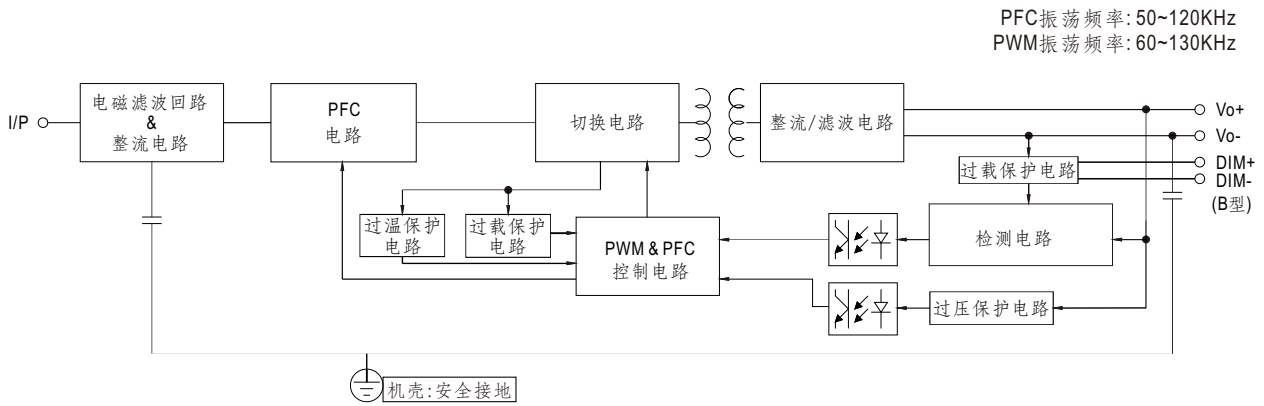 PFC振荡频率: 50~120KHz
PWM振荡频率: 60~130KHz
I/P
电磁滤波回路
&
整流电路
PFC
电路
切换电路
整流/滤波电路
Vo+
Vo-
DIM+
DIM-
(B型)
过载保护电路
过温保护
电路
过载保护
电路
PWM & PFC
控制电路
检测电路
过压保护电路
机壳:安全接地